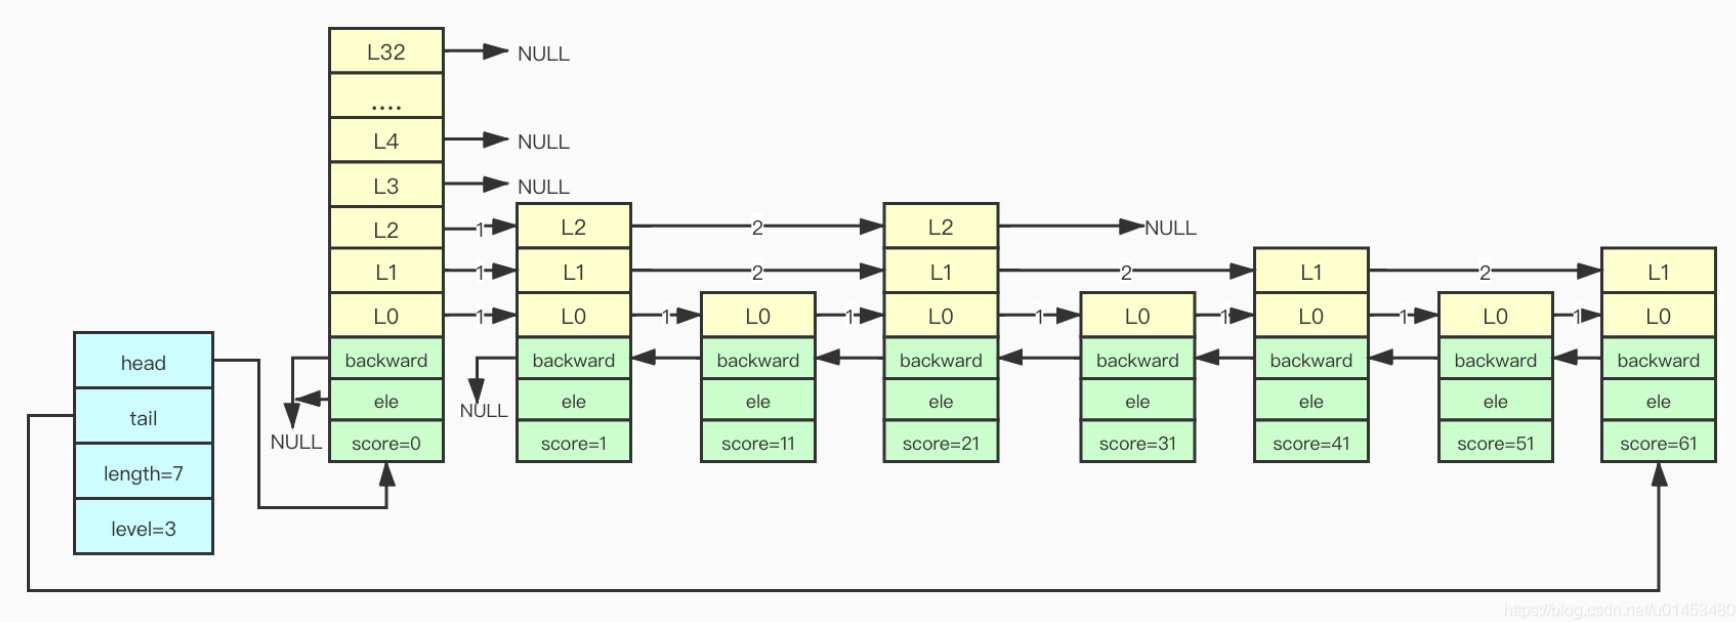 L32 NULL
....
L4 NULL
L3 NULL
L2 1 L2 2 L2 NULL
L1 1 L1 2 L1 2 L1 2 L1
L0 1 L0 1 L0 1 L0 1 L0 1 L0 1 L0 1 L0
head backward backward backward backward backward backward backward backward
tail NULL ele NULL ele ele ele ele ele ele ele
NULL score=0 score=1 score=11 score=21 score=31 score=41 score=51 score=61
length=7
level=3
https://blog.csdn.net/u01453480